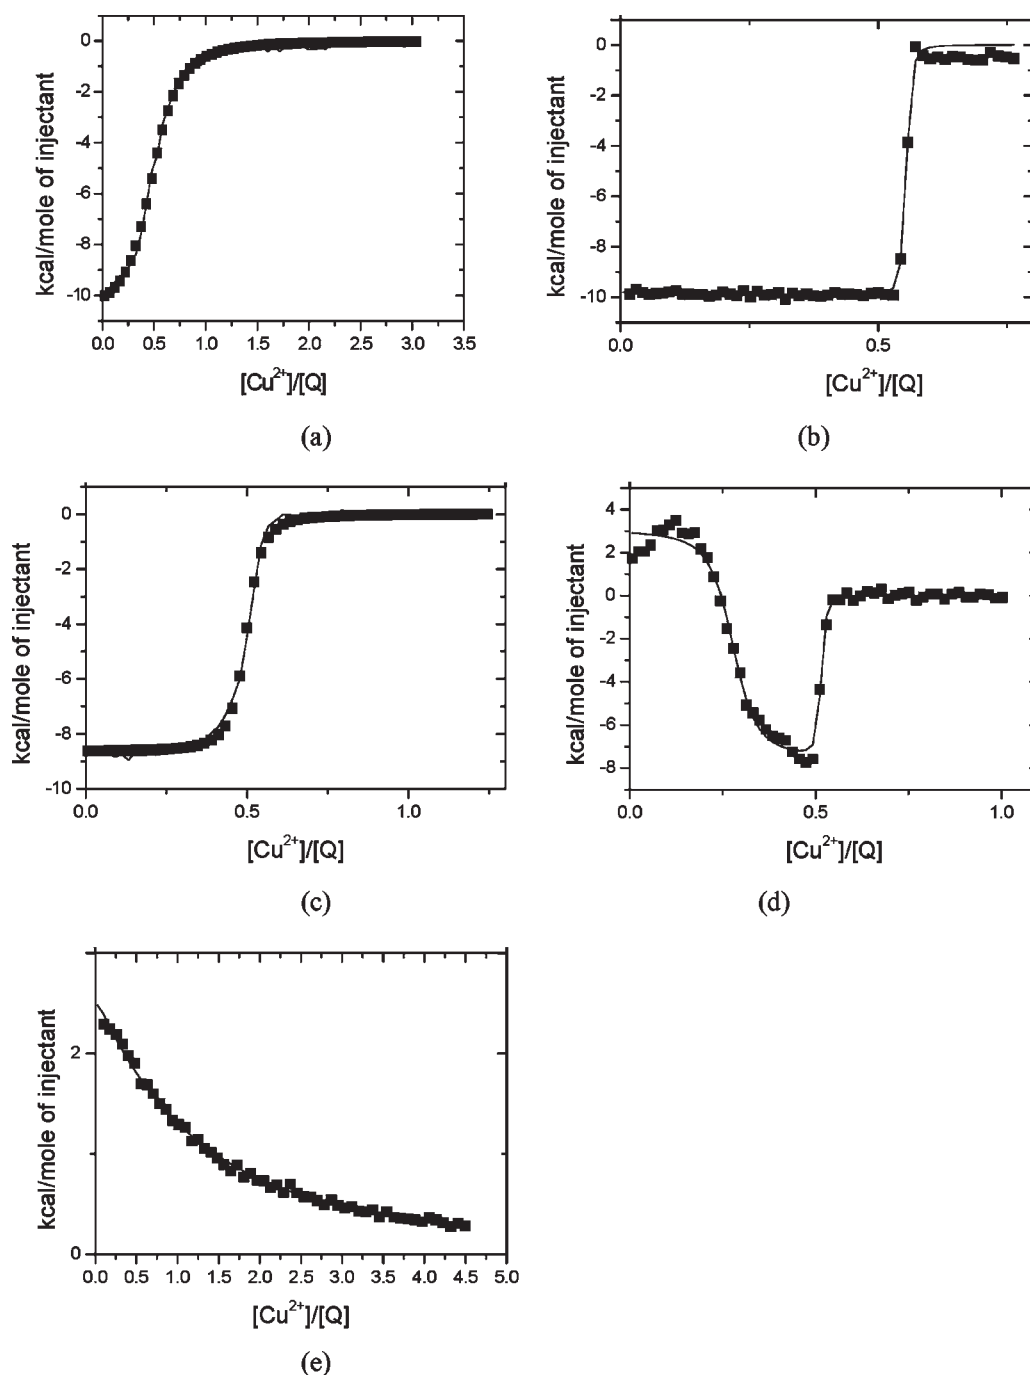 0
-2
-4
-6
-8
-10
kcal/mole of injectant
0.0 0.5 1.0 1.5 2.0 2.5 3.0 3.5
[Cu²⁺]/[Q]
(a)
0
-2
-4
-6
-8
-10
kcal/mole of injectant
0.0 0.5
[Cu²⁺]/[Q]
(b)
0
-2
-4
-6
-8
-10
kcal/mole of injectant
0.0 0.5 1.0
[Cu²⁺]/[Q]
(c)
4
2
0
-2
-4
-6
-8
kcal/mole of injectant
0.0 0.5 1.0
[Cu²⁺]/[Q]
(d)
2
0
kcal/mole of injectant
0.0 0.5 1.0 1.5 2.0 2.5 3.0 3.5 4.0 4.5 5.0
[Cu²⁺]/[Q]
(e)